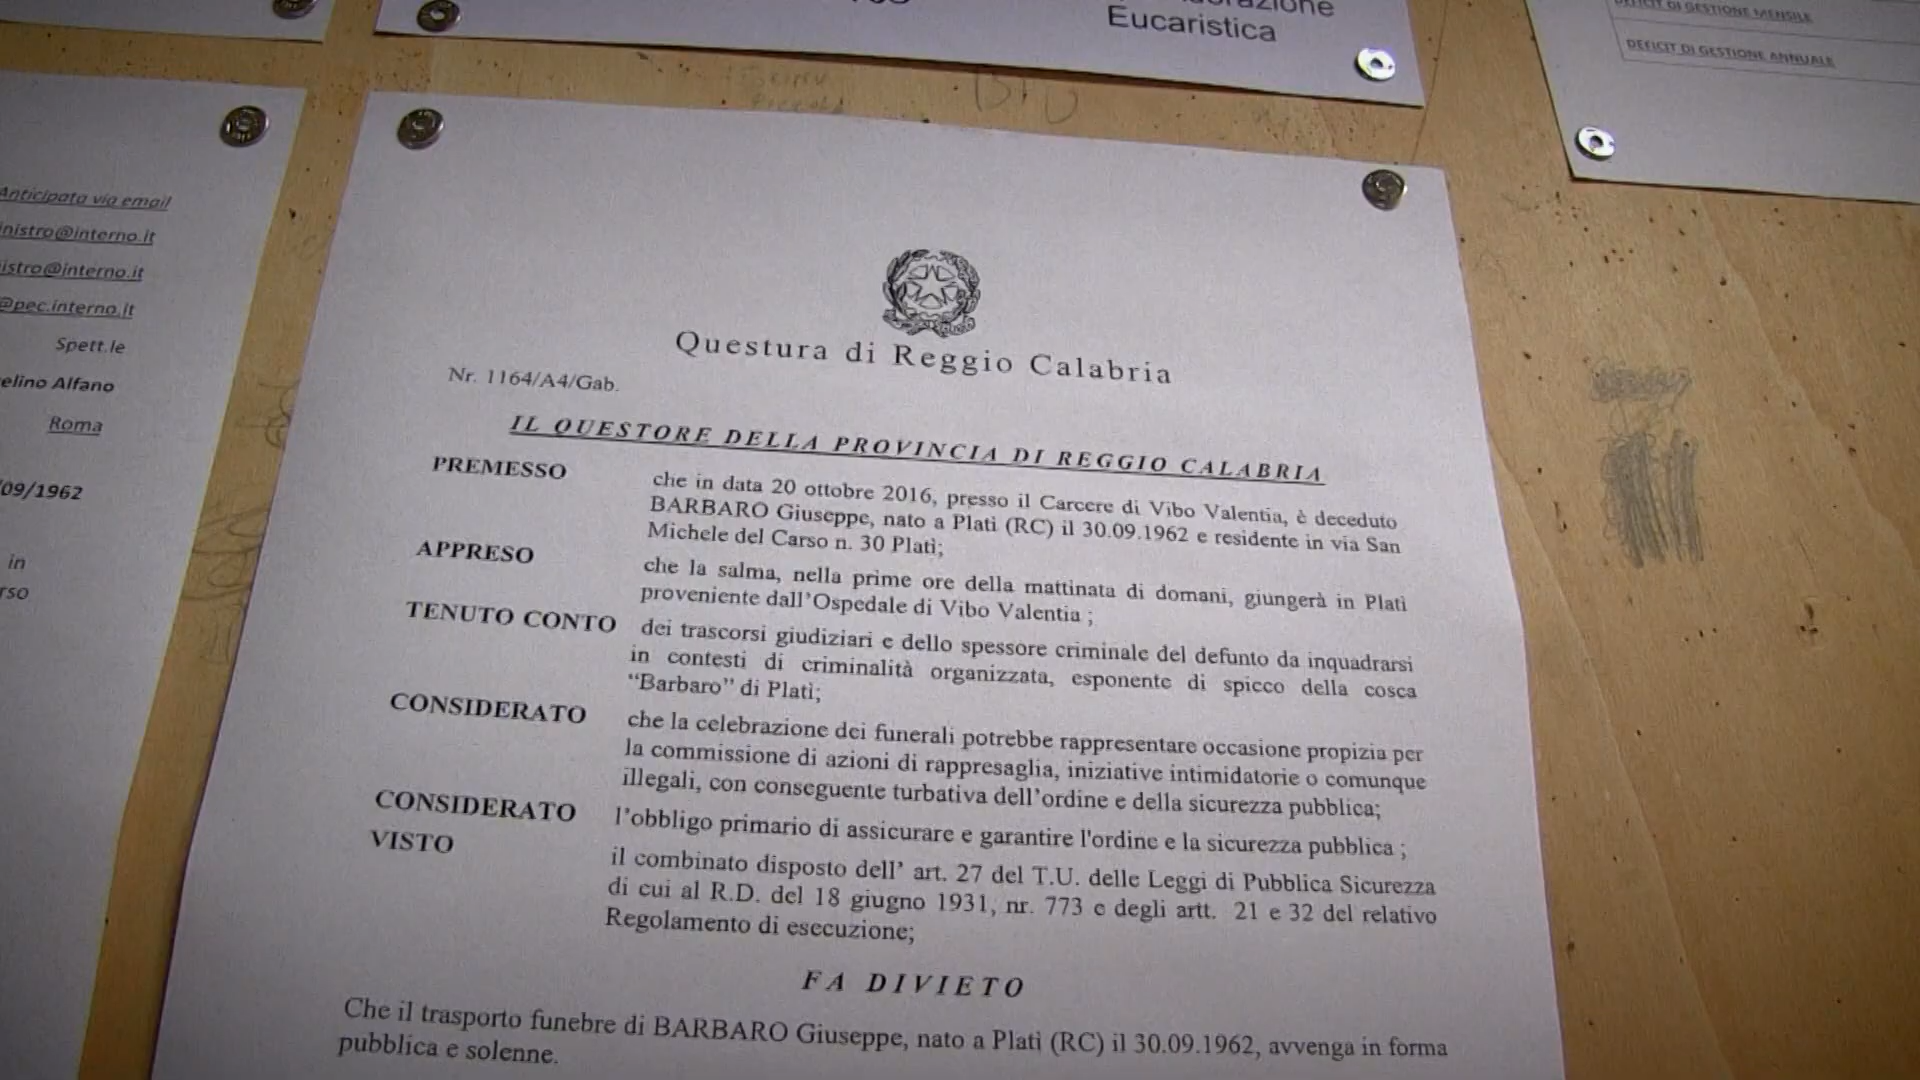 Eucaristica
DEFICIT DI GESTIONE MENSILE
DEFICIT DI GESTIONE ANNUALE
Anticipata via email
inistro@interno.it
istro@interno.it
@pec.interno.it
Spett.le
elino Alfano
Roma
/09/1962
in
rso
Questura di Reggio Calabria
Nr. 1164/A4/Gab.
IL QUESTORE DELLA PROVINCIA DI REGGIO CALABRIA
PREMESSO che in data 20 ottobre 2016, presso il Carcere di Vibo Valentia, è deceduto
BARBARO Giuseppe, nato a Platì (RC) il 30.09.1962 e residente in via San
Michele del Carso n. 30 Platì;
APPRESO che la salma, nella prime ore della mattinata di domani, giungerà in Platì
proveniente dall'Ospedale di Vibo Valentia ;
TENUTO CONTO dei trascorsi giudiziari e dello spessore criminale del defunto da inquadrarsi
in contesti di criminalità organizzata, esponente di spicco della cosca
“Barbaro” di Platì;
CONSIDERATO che la celebrazione dei funerali potrebbe rappresentare occasione propizia per
la commissione di azioni di rappresaglia, iniziative intimidatorie o comunque
illegali, con conseguente turbativa dell'ordine e della sicurezza pubblica;
CONSIDERATO l'obbligo primario di assicurare e garantire l'ordine e la sicurezza pubblica ;
VISTO il combinato disposto dell' art. 27 del T.U. delle Leggi di Pubblica Sicurezza
di cui al R.D. del 18 giugno 1931, nr. 773 e degli artt. 21 e 32 del relativo
Regolamento di esecuzione;
FA DIVIETO
Che il trasporto funebre di BARBARO Giuseppe, nato a Platì (RC) il 30.09.1962, avvenga in forma
pubblica e solenne.